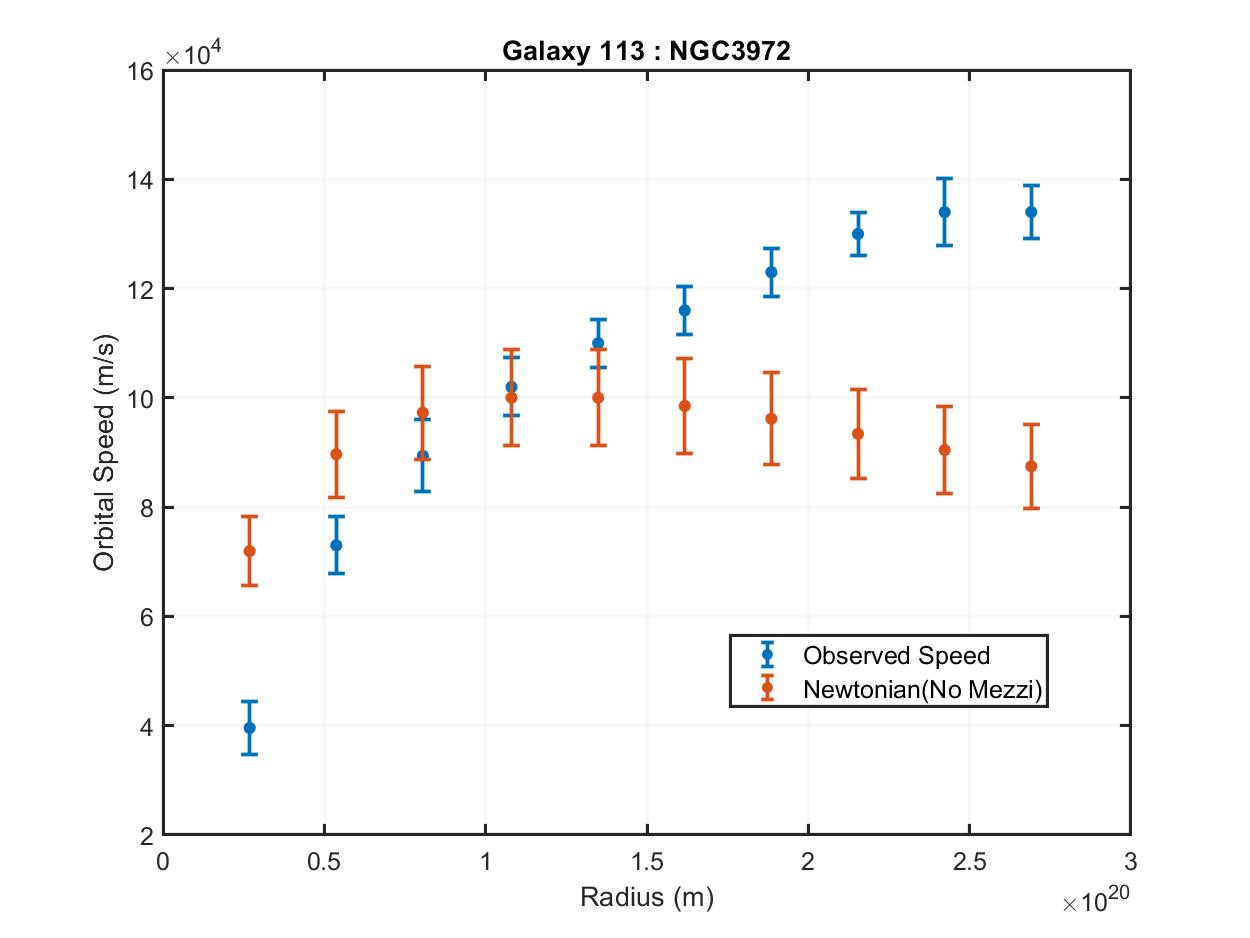 Galaxy 113 : NGC3972
×10⁴
16
14
12
10
8
6
4
2
Orbital Speed (m/s)
Observed Speed
Newtonian(No Mezzi)
0 0.5 1 1.5 2 2.5 3
Radius (m)
×10²⁰